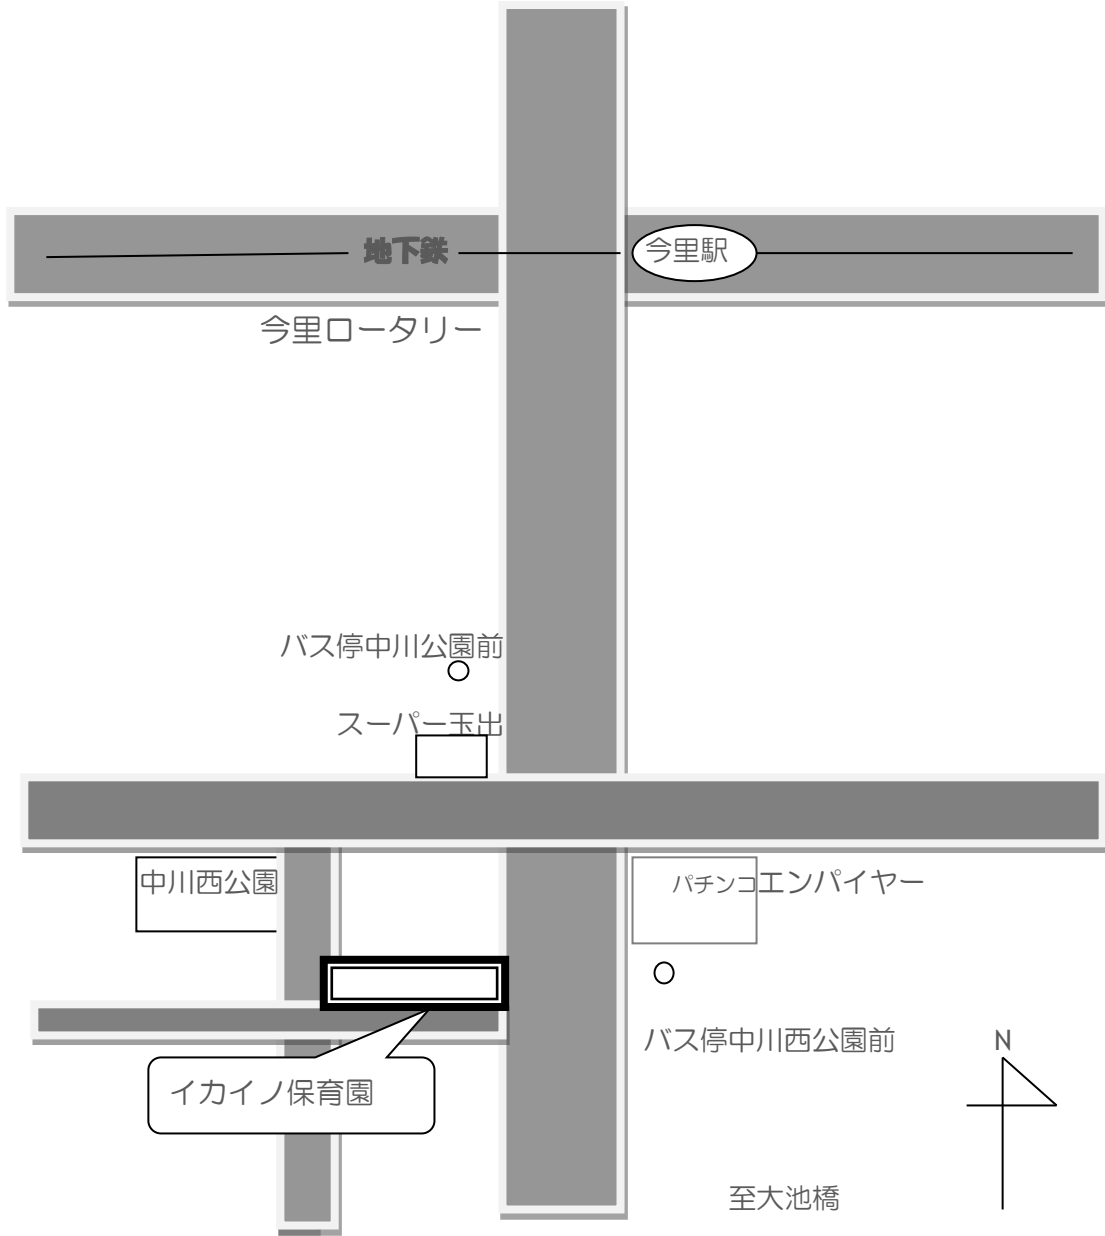 地下鉄
今里駅
今里ロータリー
バス停中川公園前
スーパー玉出
中川西公園
パチンコエンパイヤー
バス停中川西公園前
N
イカイノ保育園
至大池橋